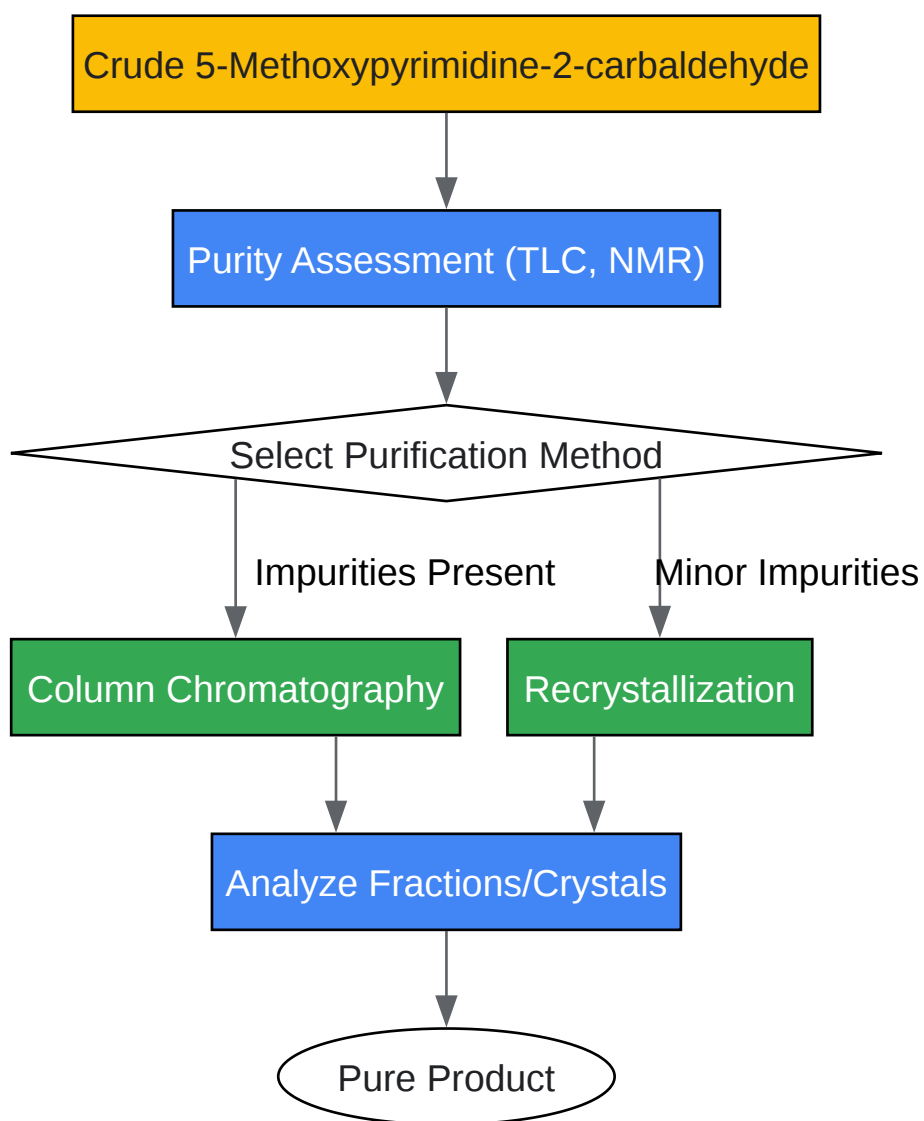 Crude 5-Methoxypyrimidine-2-carbaldehyde
Purity Assessment (TLC, NMR)
Select Purification Method
Impurities Present
Minor Impurities
Column Chromatography
Recrystallization
Analyze Fractions/Crystals
Pure Product